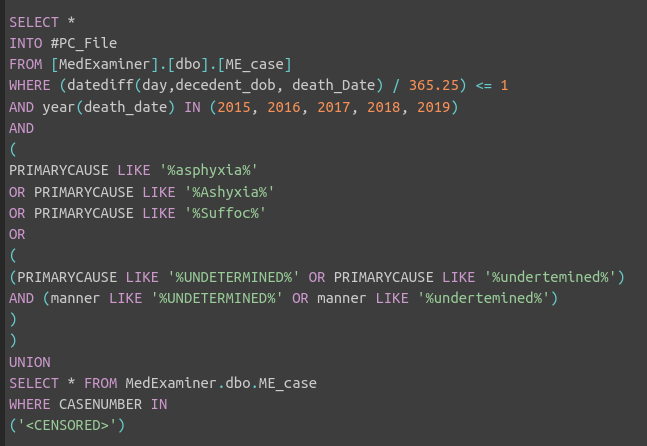 SELECT *
INTO #PC_File
FROM [MedExaminer].[dbo].[ME_case]
WHERE (datediff(day,decedent_dob, death_Date) / 365.25) <= 1
AND year(death_date) IN (2015, 2016, 2017, 2018, 2019)
AND
(
PRIMARYCAUSE LIKE '%asphyxia%'
OR PRIMARYCAUSE LIKE '%Ashyxia%'
OR PRIMARYCAUSE LIKE '%Suffoc%'
OR
(
(PRIMARYCAUSE LIKE '%UNDETERMINED%' OR PRIMARYCAUSE LIKE '%undertemined%')
AND (manner LIKE '%UNDETERMINED%' OR manner LIKE '%undertemined%')
)
)
UNION
SELECT * FROM MedExaminer.dbo.ME_case
WHERE CASENUMBER IN
('<CENSORED>')